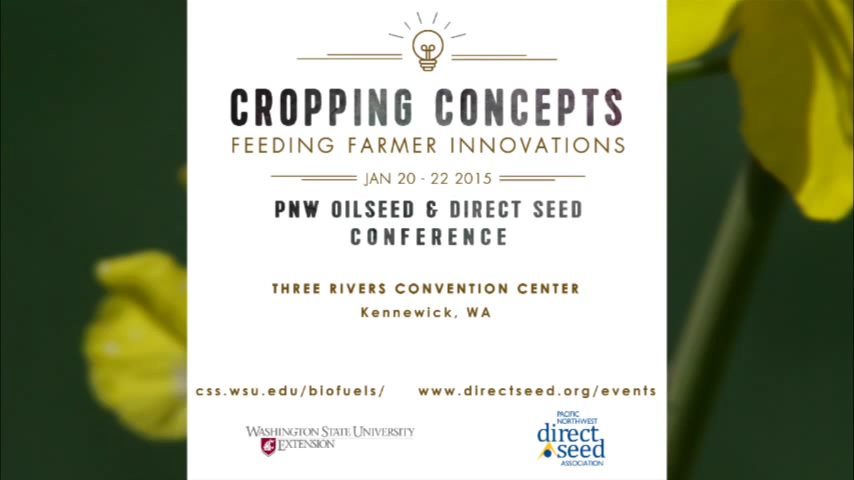 CROPPING CONCEPTS
FEEDING FARMER INNOVATIONS
JAN 20 - 22 2015
PNW OILSEED & DIRECT SEED
CONFERENCE
THREE RIVERS CONVENTION CENTER
Kennewick, WA
css.wsu.edu/biofuels/ www.directseed.org/events
WASHINGTON STATE UNIVERSITY
EXTENSION
PACIFIC
NORTHWEST
direct
seed
ASSOCIATION